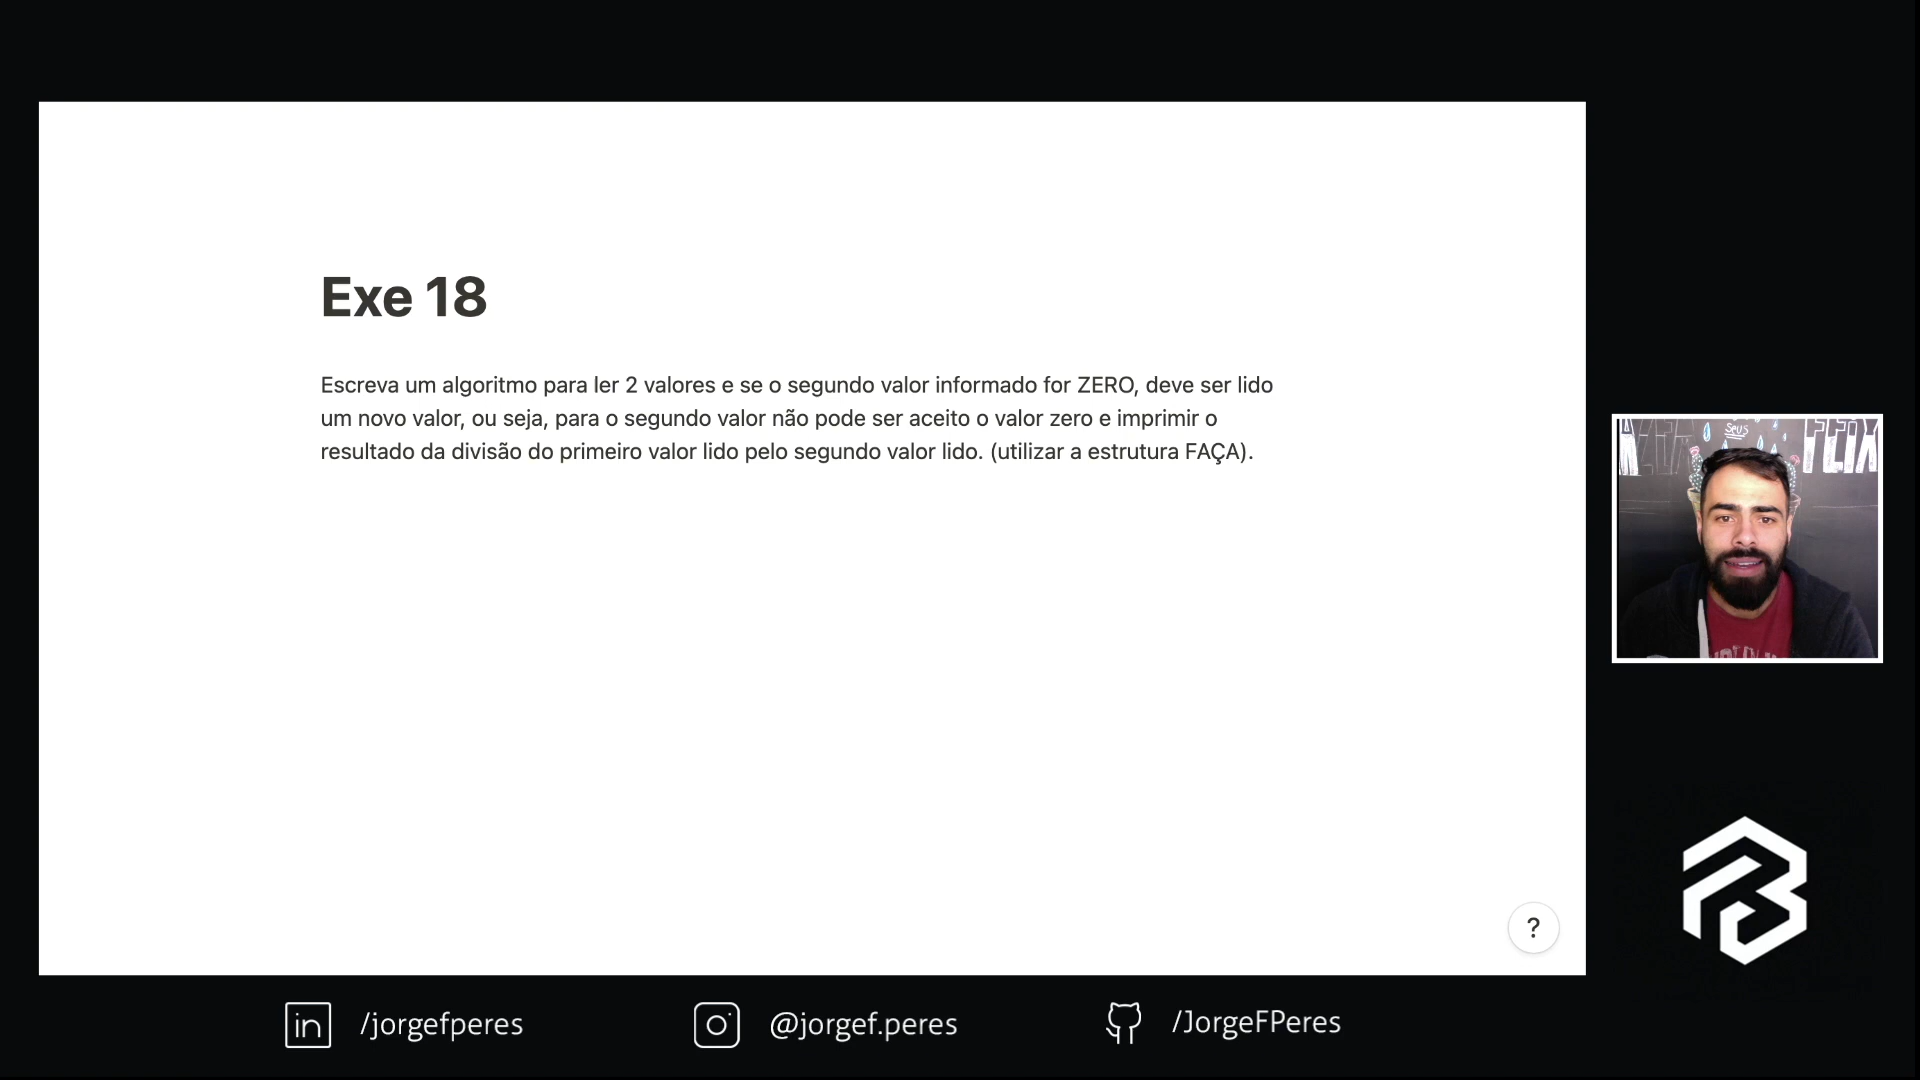 Exe 18
Escreva um algoritmo para ler 2 valores e se o segundo valor informado for ZERO, deve ser lido
um novo valor, ou seja, para o segundo valor não pode ser aceito o valor zero e imprimir o
resultado da divisão do primeiro valor lido pelo segundo valor lido. (utilizar a estrutura FAÇA).
SEUS
FLIX
?
in /jorgefperes
@jorgef.peres
/JorgeFPeres